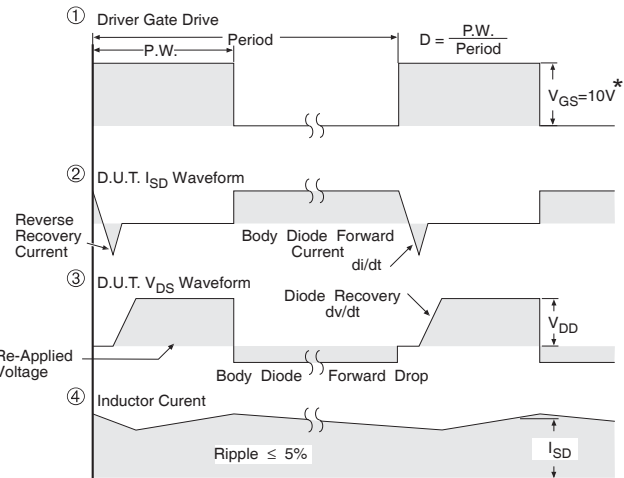 ① Driver Gate Drive
P.W.
Period
D = P.W. / Period
V_GS=10V*
② D.U.T. I_SD Waveform
Reverse
Recovery
Current
Body Diode Forward
Current
di/dt
③ D.U.T. V_DS Waveform
Diode Recovery
dv/dt
V_DD
Re-Applied
Voltage
Body Diode Forward Drop
④ Inductor Curent
Ripple ≤ 5%
I_SD